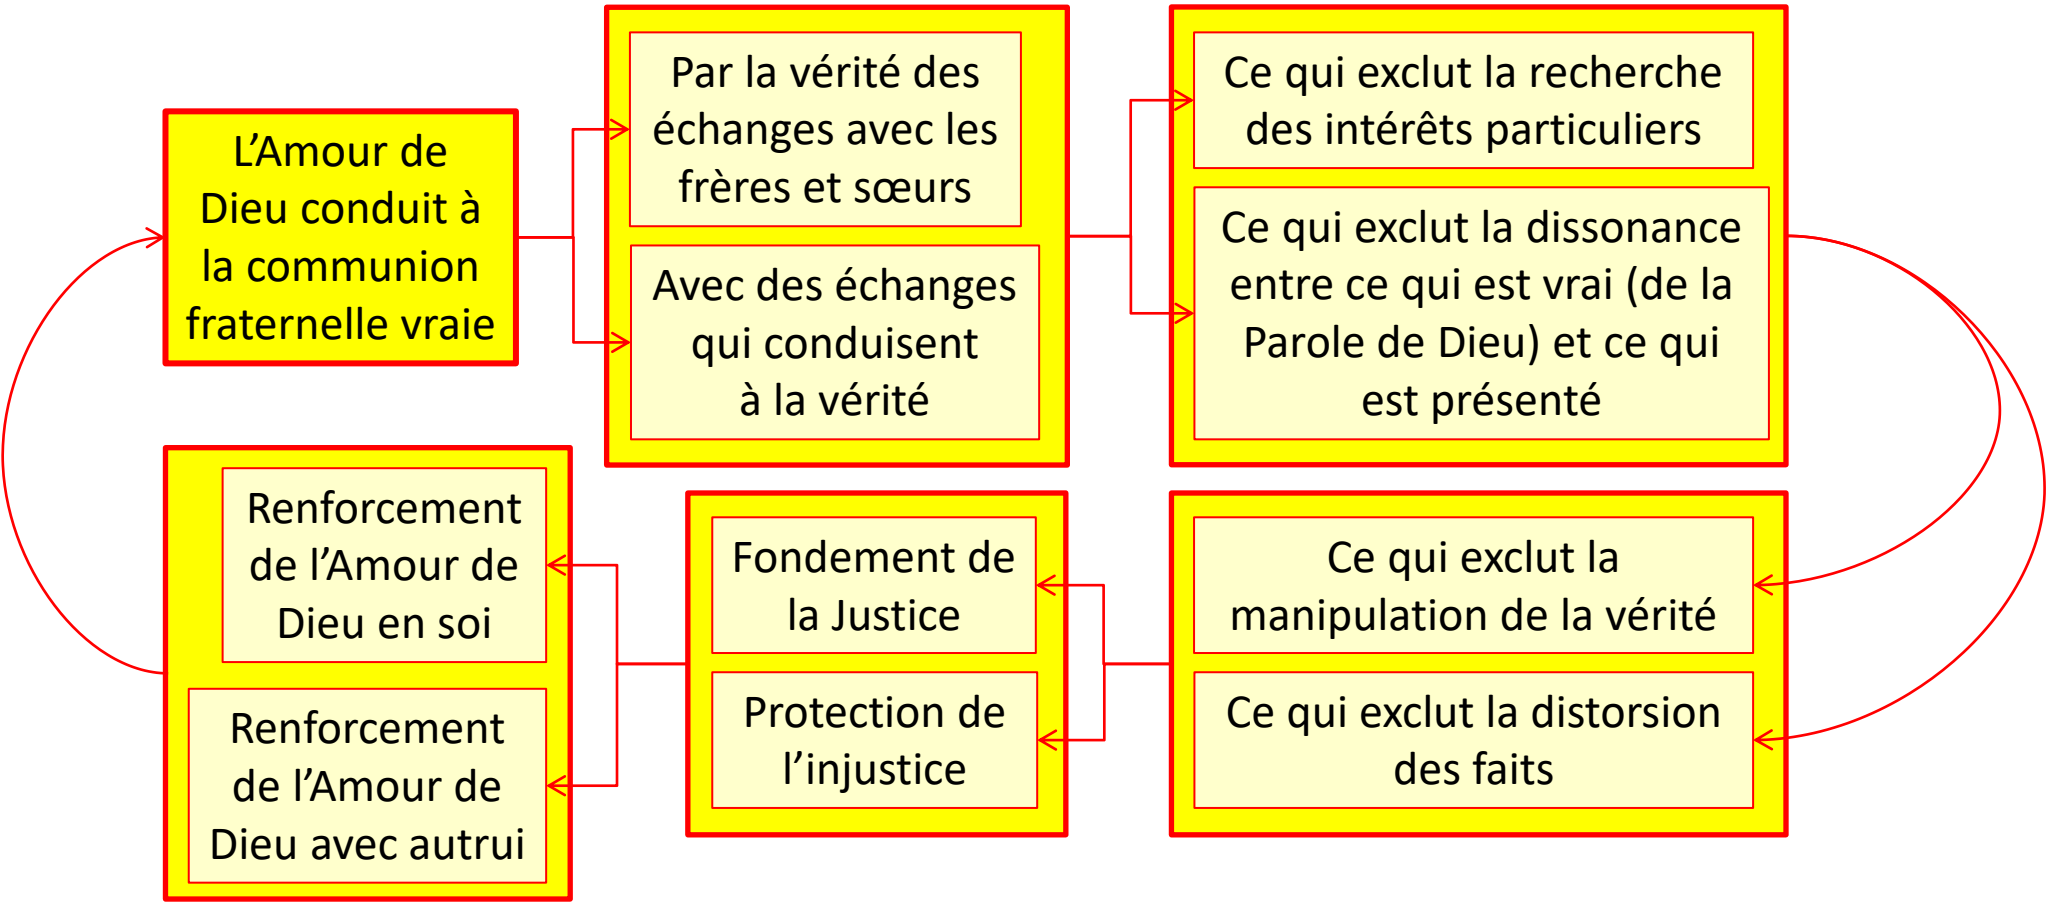 L’Amour de
Dieu conduit à
la communion
fraternelle vraie
Par la vérité des
échanges avec les
frères et sœurs
Avec des échanges
qui conduisent
à la vérité
Ce qui exclut la recherche
des intérêts particuliers
Ce qui exclut la dissonance
entre ce qui est vrai (de la
Parole de Dieu) et ce qui
est présenté
Ce qui exclut la
manipulation de la vérité
Ce qui exclut la distorsion
des faits
Fondement de
la Justice
Protection de
l’injustice
Renforcement
de l’Amour de
Dieu en soi
Renforcement
de l’Amour de
Dieu avec autrui